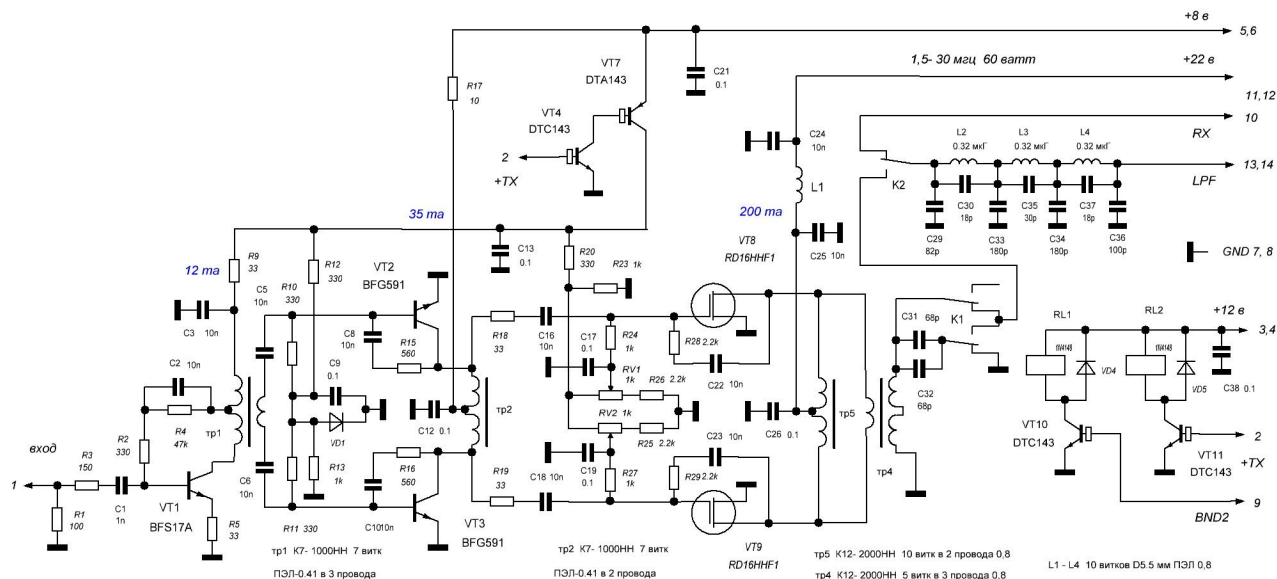 +8 в
5,6
1,5- 30 мгц 60 ватт
+22 в
11,12
10
RX
13,14
LPF
GND 7, 8
+12 в
3,4
2
+TX
9
BND2
VT7
DTA143
C21
0.1
R17
10
VT4
DTC143
2
+TX
35 ma
C13
0.1
R20
330
R23 1k
200 ma
C24
10n
L1
C25
10n
VT8
RD16HHF1
K2
L2
0.32 мкГ
L3
0.32 мкГ
L4
0.32 мкГ
C30
18p
C35
30p
C37
18p
C29
82p
C33
180p
C34
180p
C36
100p
R9
33
12 ma
C3 10n
C5
10n
R10
330
R12
330
VT2
BFG591
C8
10n
R15
560
C9
0.1
R18
33
C16
10n
C17
0.1
R24
1k
RV1
1k
R26 2.2k
R28 2.2k
C22 10n
C31 68p
K1
C32
68p
RL1
1N4148
VD4
RL2
1N4148
VD5
C38 0.1
C2 10n
R4
47k
тр1
R2
330
вход
1
R3
150
C1
1n
R1
100
VT1
BFS17A
R5
33
C6
10n
VD1
R13
1k
R11 330
C12 0.1
тр2
R16
560
C1010n
VT3
BFG591
R19
33
C18 10n
RV2 1k
R25 2.2k
C19
0.1
R27
1k
C23 10n
R29 2.2k
C26 0.1
тр5
тр4
VT9
RD16HHF1
VT10
DTC143
VT11
DTC143
тр1 К7- 1000НН 7 витк
ПЭЛ-0.41 в 3 провода
тр2 К7- 1000НН 7 витк
ПЭЛ-0.41 в 2 провода
тр5 К12- 2000НН 10 витк в 2 провода 0,8
тр4 К12- 2000НН 5 витк в 3 провода 0.8
L1 - L4 10 витков D5.5 мм ПЭЛ 0,8